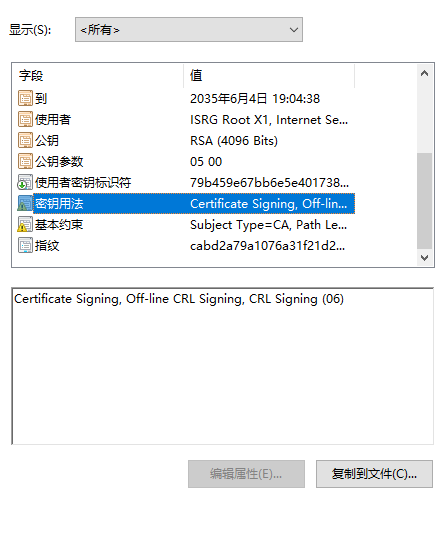 显示(S): <所有>
字段 值
到 2035年6月4日 19:04:38
使用者 ISRG Root X1, Internet Se...
公钥 RSA (4096 Bits)
公钥参数 05 00
使用者密钥标识符 79b459e67bb6e5e401738...
密钥用法 Certificate Signing, Off-lin...
基本约束 Subject Type=CA, Path Le...
指纹 cabd2a79a1076a31f21d2...
Certificate Signing, Off-line CRL Signing, CRL Signing (06)
编辑属性(E)... 复制到文件(C)...